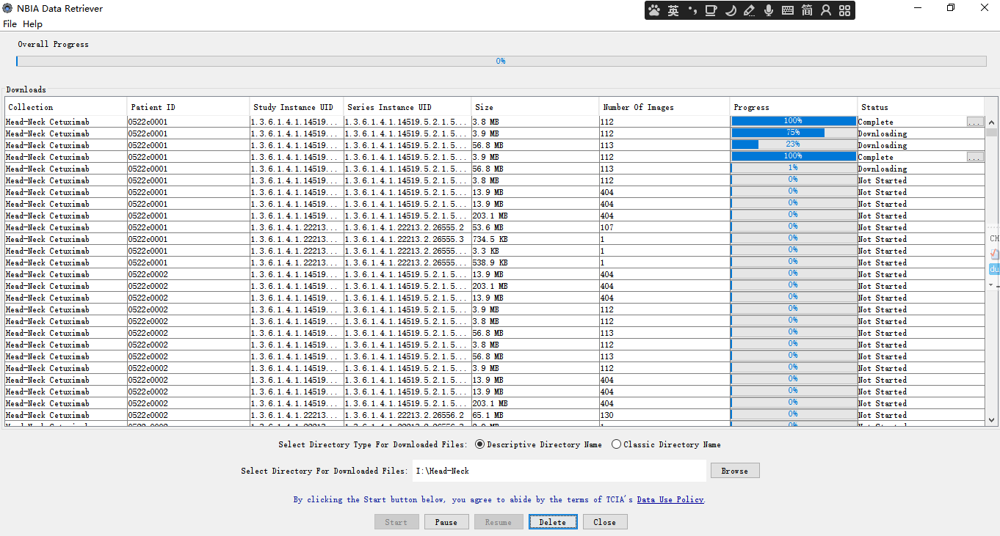 NBIA Data Retriever
英 简
File Help
Overall Progress
0%
Downloads
Collection Patient ID Study Instance UID Series Instance UID Size Number Of Images Progress Status
Head-Neck Cetuximab 0522c0001 1.3.6.1.4.1.14519... 1.3.6.1.4.1.14519.5.2.1.5... 3.8 MB 112 100% Complete ...
Head-Neck Cetuximab 0522c0001 1.3.6.1.4.1.14519... 1.3.6.1.4.1.14519.5.2.1.5... 3.9 MB 112 75% Downloading
Head-Neck Cetuximab 0522c0001 1.3.6.1.4.1.14519... 1.3.6.1.4.1.14519.5.2.1.5... 56.8 MB 113 23% Downloading
Head-Neck Cetuximab 0522c0001 1.3.6.1.4.1.14519... 1.3.6.1.4.1.14519.5.2.1.5... 3.9 MB 112 100% Complete ...
Head-Neck Cetuximab 0522c0001 1.3.6.1.4.1.14519... 1.3.6.1.4.1.14519.5.2.1.5... 56.8 MB 113 1% Downloading
Head-Neck Cetuximab 0522c0001 1.3.6.1.4.1.14519... 1.3.6.1.4.1.14519.5.2.1.5... 3.8 MB 112 0% Not Started
Head-Neck Cetuximab 0522c0001 1.3.6.1.4.1.14519... 1.3.6.1.4.1.14519.5.2.1.5... 13.9 MB 404 0% Not Started
Head-Neck Cetuximab 0522c0001 1.3.6.1.4.1.14519... 1.3.6.1.4.1.14519.5.2.1.5... 13.9 MB 404 0% Not Started
Head-Neck Cetuximab 0522c0001 1.3.6.1.4.1.14519... 1.3.6.1.4.1.14519.5.2.1.5... 203.1 MB 404 0% Not Started
Head-Neck Cetuximab 0522c0001 1.3.6.1.4.1.22213... 1.3.6.1.4.1.22213.2.26555.2 53.6 MB 107 0% Not Started
Head-Neck Cetuximab 0522c0001 1.3.6.1.4.1.22213... 1.3.6.1.4.1.22213.2.26555.3 734.5 KB 1 0% Not Started
Head-Neck Cetuximab 0522c0001 1.3.6.1.4.1.22213... 1.3.6.1.4.1.22213.2.26555... 3.3 KB 1 0% Not Started
Head-Neck Cetuximab 0522c0001 1.3.6.1.4.1.22213... 1.3.6.1.4.1.22213.2.26555... 538.9 KB 1 0% Not Started
Head-Neck Cetuximab 0522c0002 1.3.6.1.4.1.14519... 1.3.6.1.4.1.14519.5.2.1.5... 13.9 MB 404 0% Not Started
Head-Neck Cetuximab 0522c0002 1.3.6.1.4.1.14519... 1.3.6.1.4.1.14519.5.2.1.5... 203.1 MB 404 0% Not Started
Head-Neck Cetuximab 0522c0002 1.3.6.1.4.1.14519... 1.3.6.1.4.1.14519.5.2.1.5... 13.9 MB 404 0% Not Started
Head-Neck Cetuximab 0522c0002 1.3.6.1.4.1.14519... 1.3.6.1.4.1.14519.5.2.1.5... 3.9 MB 112 0% Not Started
Head-Neck Cetuximab 0522c0002 1.3.6.1.4.1.14519... 1.3.6.1.4.1.14519.5.2.1.5... 3.8 MB 112 0% Not Started
Head-Neck Cetuximab 0522c0002 1.3.6.1.4.1.14519... 1.3.6.1.4.1.14519.5.2.1.5... 56.8 MB 113 0% Not Started
Head-Neck Cetuximab 0522c0002 1.3.6.1.4.1.14519... 1.3.6.1.4.1.14519.5.2.1.5... 3.8 MB 112 0% Not Started
Head-Neck Cetuximab 0522c0002 1.3.6.1.4.1.14519... 1.3.6.1.4.1.14519.5.2.1.5... 56.8 MB 113 0% Not Started
Head-Neck Cetuximab 0522c0002 1.3.6.1.4.1.14519... 1.3.6.1.4.1.14519.5.2.1.5... 3.9 MB 112 0% Not Started
Head-Neck Cetuximab 0522c0002 1.3.6.1.4.1.14519... 1.3.6.1.4.1.14519.5.2.1.5... 13.9 MB 404 0% Not Started
Head-Neck Cetuximab 0522c0002 1.3.6.1.4.1.14519... 1.3.6.1.4.1.14519.5.2.1.5... 13.9 MB 404 0% Not Started
Head-Neck Cetuximab 0522c0002 1.3.6.1.4.1.14519... 1.3.6.1.4.1.14519.5.2.1.5... 203.1 MB 404 0% Not Started
Head-Neck Cetuximab 0522c0002 1.3.6.1.4.1.22213... 1.3.6.1.4.1.22213.2.26556.2 65.1 MB 130 0% Not Started
CH
du
Select Directory Type For Downloaded Files: Descriptive Directory Name Classic Directory Name
Select Directory For Downloaded Files: I:\Head-Neck Browse
By clicking the Start button below, you agree to abide by the terms of TCIA's Data Use Policy.
Start Pause Resume Delete Close